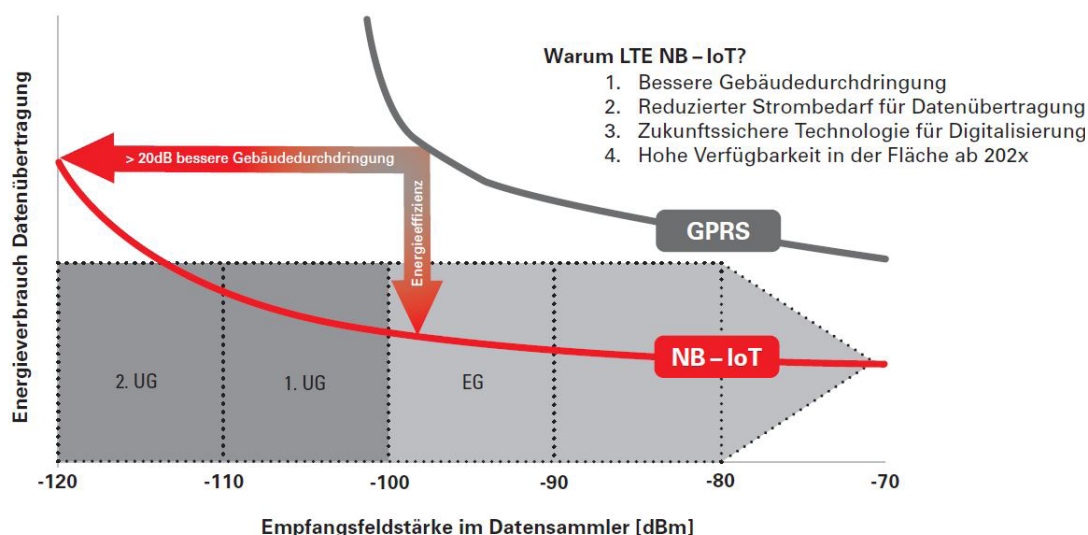 Warum LTE NB–IoT?
1. Bessere Gebäudedurchdringung
2. Reduzierter Strombedarf für Datenübertragung
3. Zukunftssichere Technologie für Digitalisierung
4. Hohe Verfügbarkeit in der Fläche ab 202x
Energieverbrauch Datenübertragung
> 20dB bessere Gebäudedurchdringung
Energieeffizienz
GPRS
NB–IoT
2. UG
1. UG
EG
-120
-110
-100
-90
-80
-70
Empfangsfeldstärke im Datensammler [dBm]